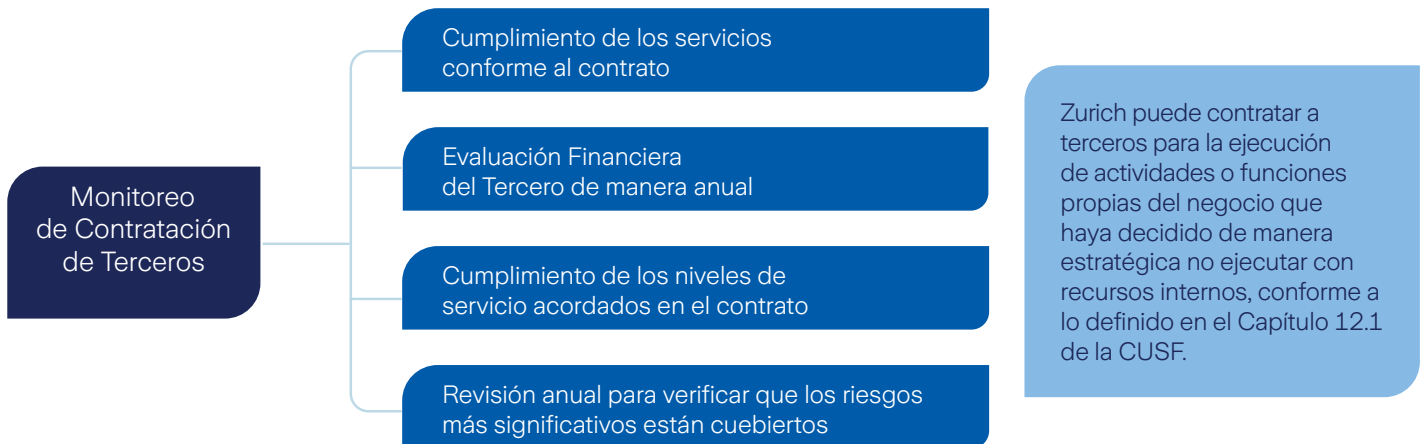 Monitoreo
de Contratación
de Terceros
Cumplimiento de los servicios
conforme al contrato
Evaluación Financiera
del Tercero de manera anual
Cumplimiento de los niveles de
servicio acordados en el contrato
Revisión anual para verificar que los riesgos
más significativos están cuebiertos
Zurich puede contratar a
terceros para la ejecución
de actividades o funciones
propias del negocio que
haya decidido de manera
estratégica no ejecutar con
recursos internos, conforme a
lo definido en el Capítulo 12.1
de la CUSF.